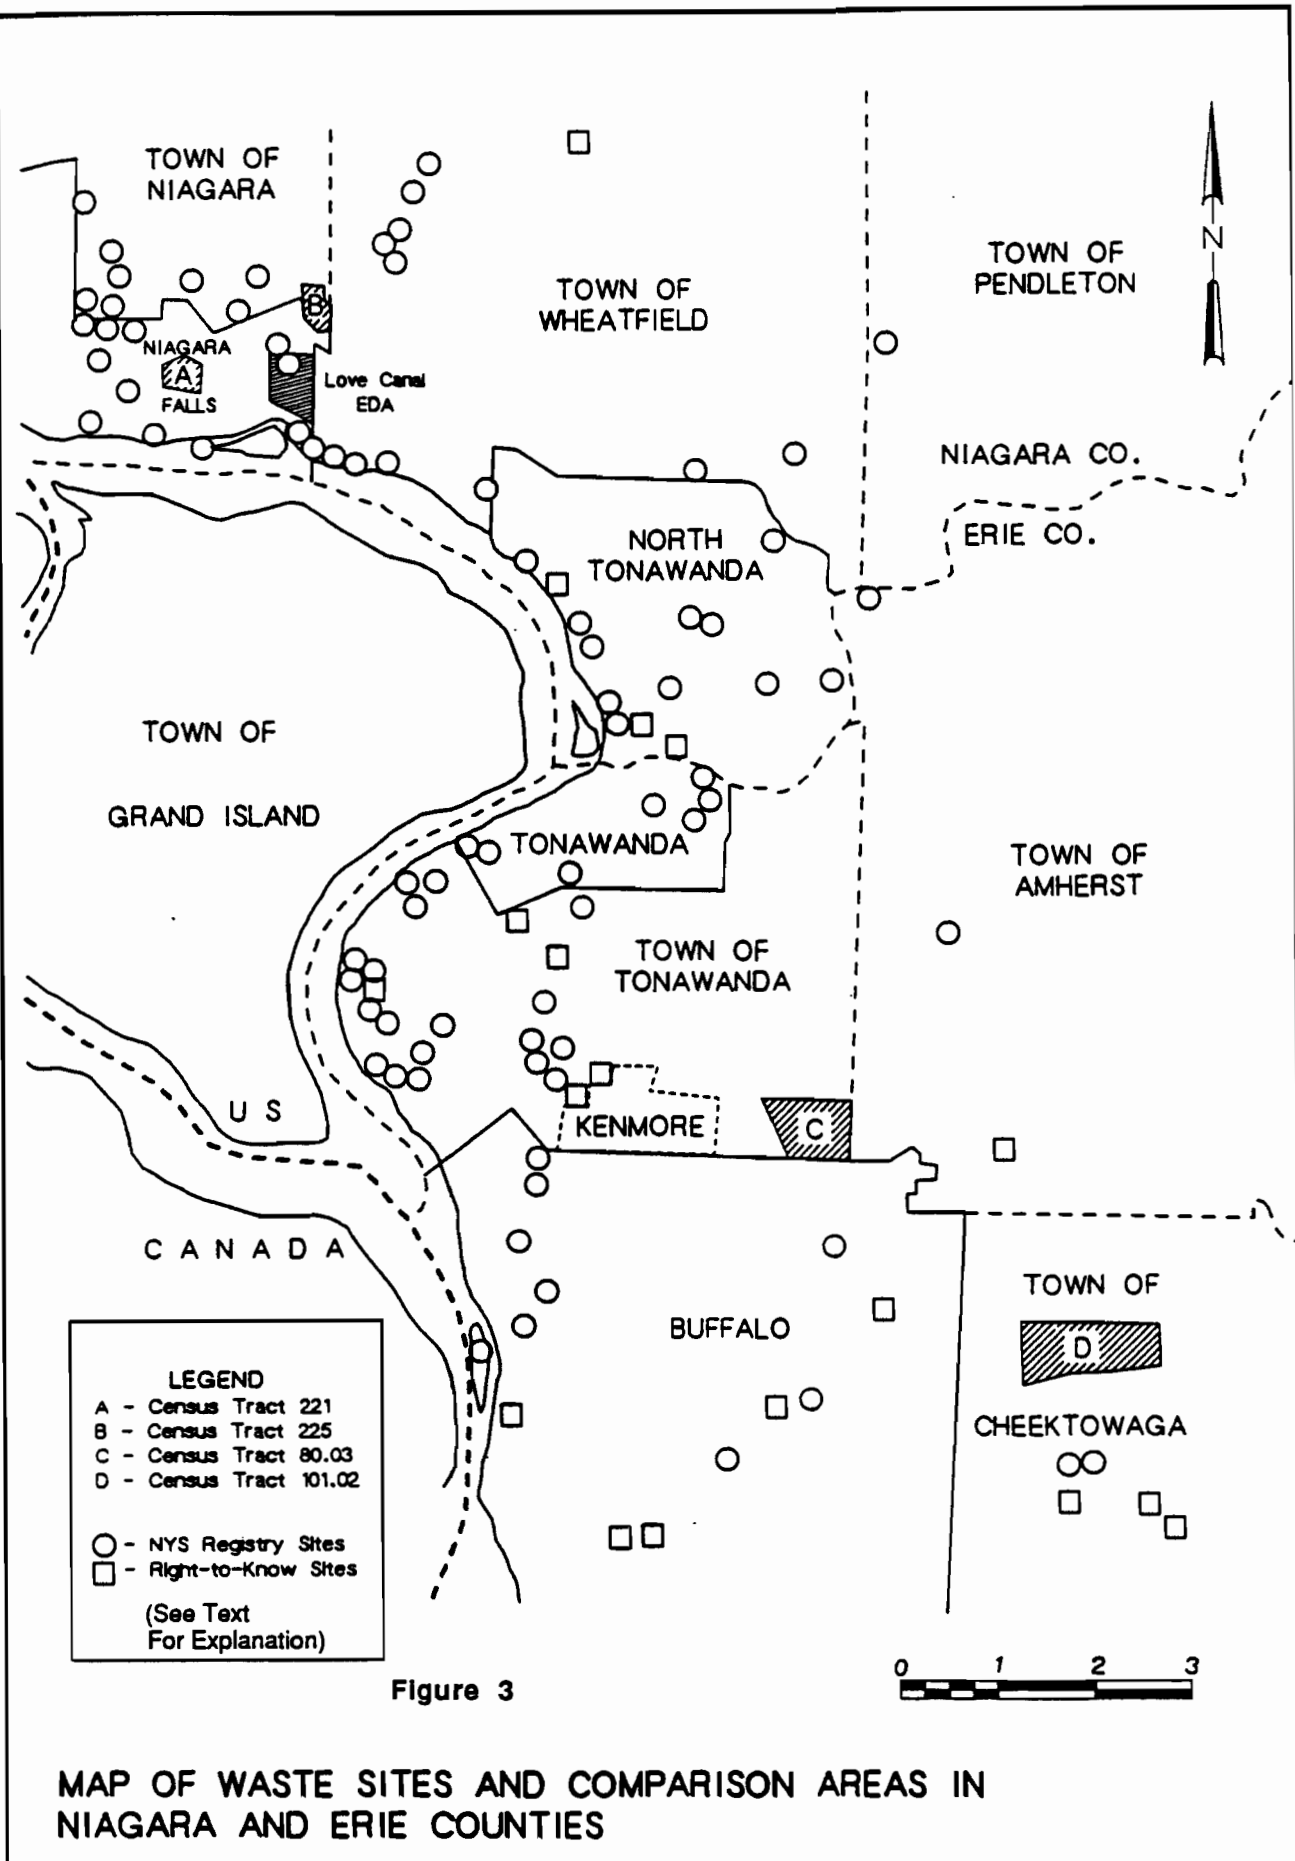 TOWN OF
NIAGARA
N
TOWN OF
PENDLETON
TOWN OF
WHEATFIELD
B
NIAGARA
A
FALLS
Love Canal
EDA
NIAGARA CO.
ERIE CO.
NORTH
TONAWANDA
TOWN OF
GRAND ISLAND
TONAWANDA
TOWN OF
AMHERST
TOWN OF
TONAWANDA
U S
KENMORE
C
CANADA
TOWN OF
D
CHEEKTOWAGA
BUFFALO
LEGEND
A - Census Tract 221
B - Census Tract 225
C - Census Tract 80.03
D - Census Tract 101.02
- NYS Registry Sites
- Right-to-Know Sites
(See Text
For Explanation)
0 1 2 3
Figure 3
MAP OF WASTE SITES AND COMPARISON AREAS IN
NIAGARA AND ERIE COUNTIES